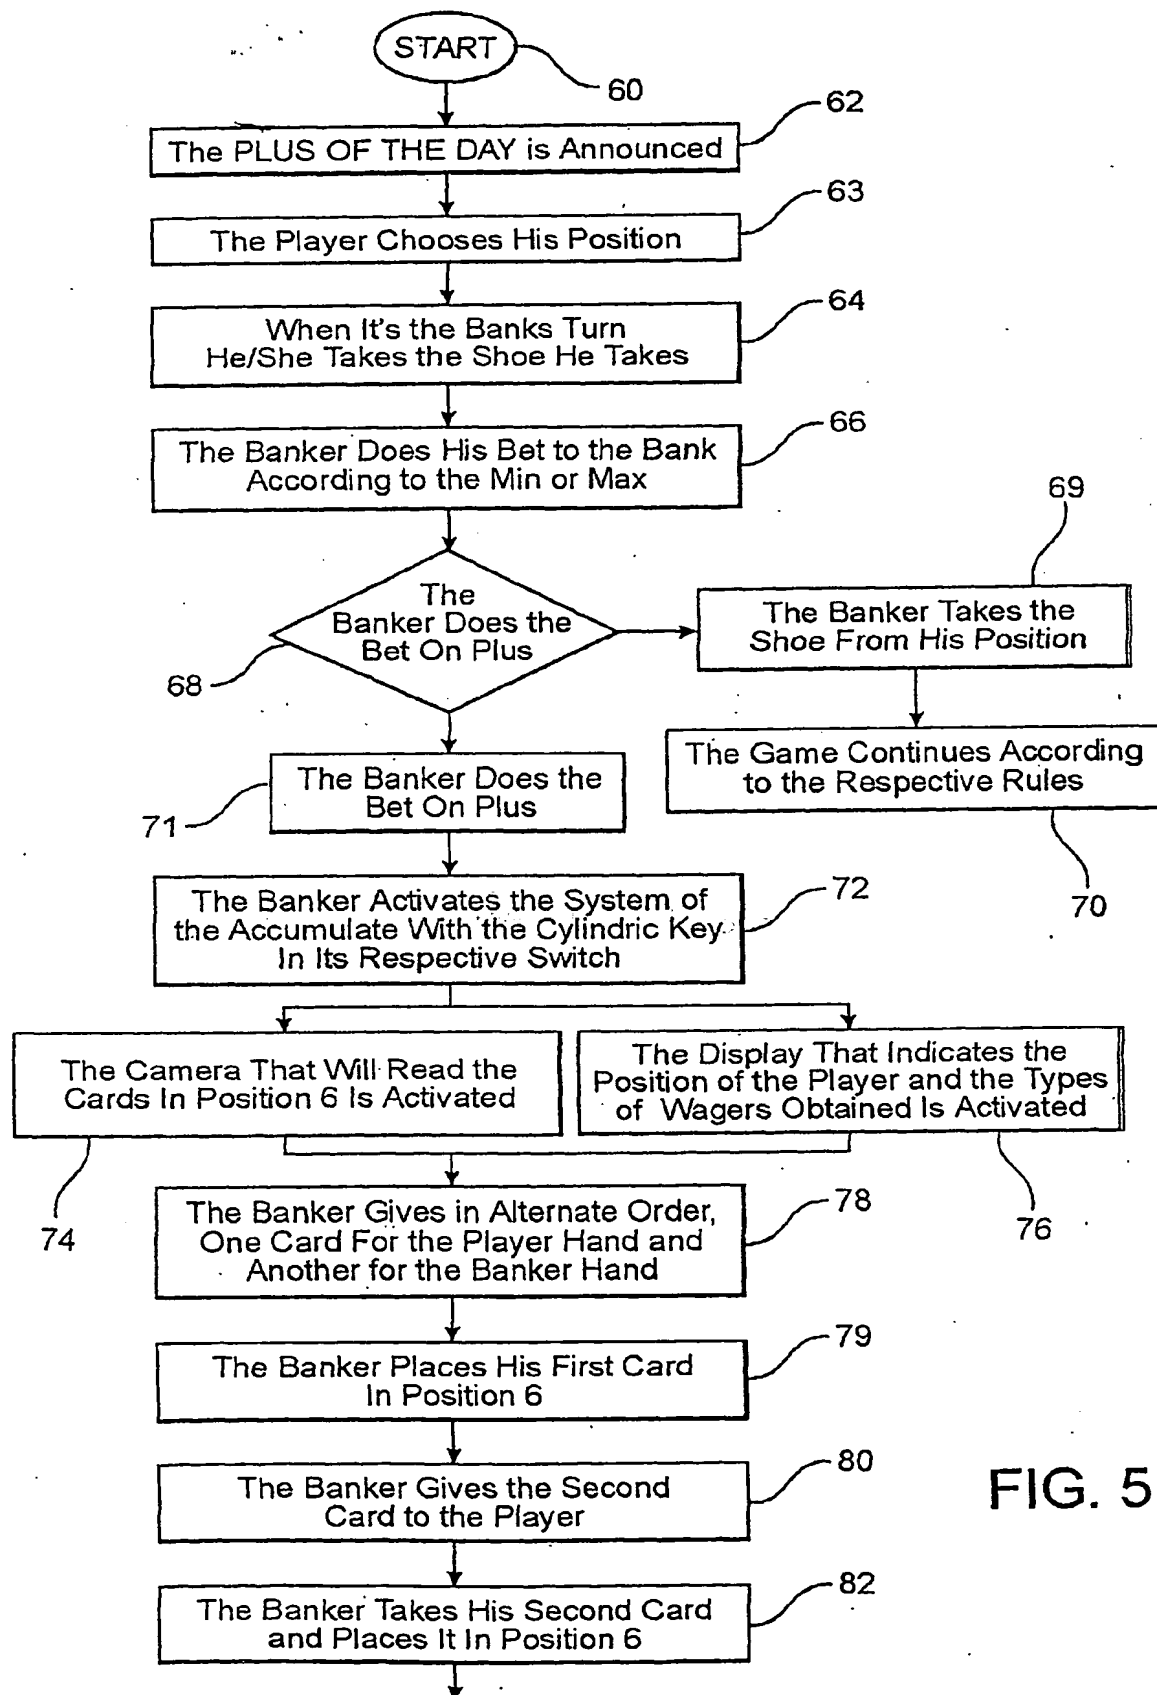 START
60
The PLUS OF THE DAY is Announced
62
The Player Chooses His Position
63
When It's the Banks Turn
He/She Takes the Shoe He Takes
64
The Banker Does His Bet to the Bank
According to the Min or Max
66
The
Banker Does the
Bet On Plus
68
The Banker Takes the
Shoe From His Position
69
The Game Continues According
to the Respective Rules
70
The Banker Does the
Bet On Plus
71
The Banker Activates the System of
the Accumulate With the Cylindric Key
In Its Respective Switch
72
The Camera That Will Read the
Cards In Position 6 Is Activated
74
The Display That Indicates the
Position of the Player and the Types
of Wagers Obtained Is Activated
76
The Banker Gives in Alternate Order,
One Card For the Player Hand and
Another for the Banker Hand
78
The Banker Places His First Card
In Position 6
79
The Banker Gives the Second
Card to the Player
80
The Banker Takes His Second Card
and Places It In Position 6
82
FIG. 5